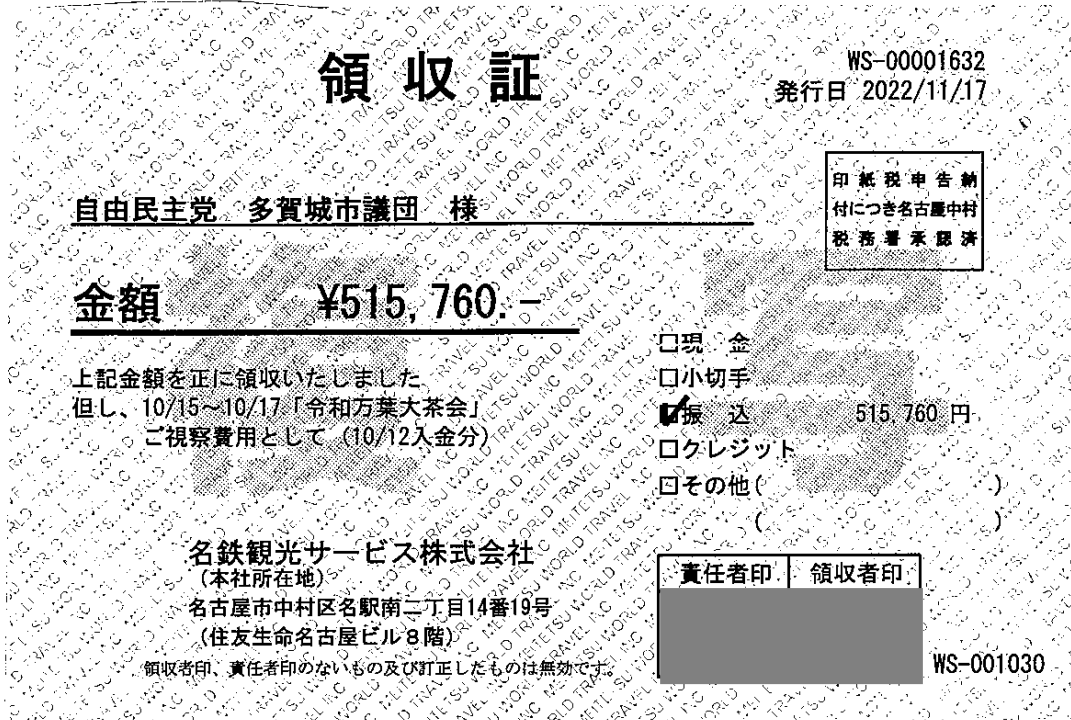 領収証
WS-00001632
発行日 2022/11/17
印紙税申告納
付につき名古屋中村
税務署承認済
自由民主党 多賀城市議団 様
金額 ¥515,760.-
上記金額を正に領収いたしました
但し、10/15～10/17「令和万葉大茶会」
ご視察費用として (10/12入金分)
□現 金
□小切手
☑振 込 515,760 円
□クレジット
□その他( )
( )
名鉄観光サービス株式会社
(本社所在地)
名古屋市中村区名駅南二丁目14番19号
(住友生命名古屋ビル8階)
領収者印、責任者印のないもの及び訂正したものは無効です。
責任者印 領収者印
WS-001030
複写
MEITETSU WORLD TRAVEL INC